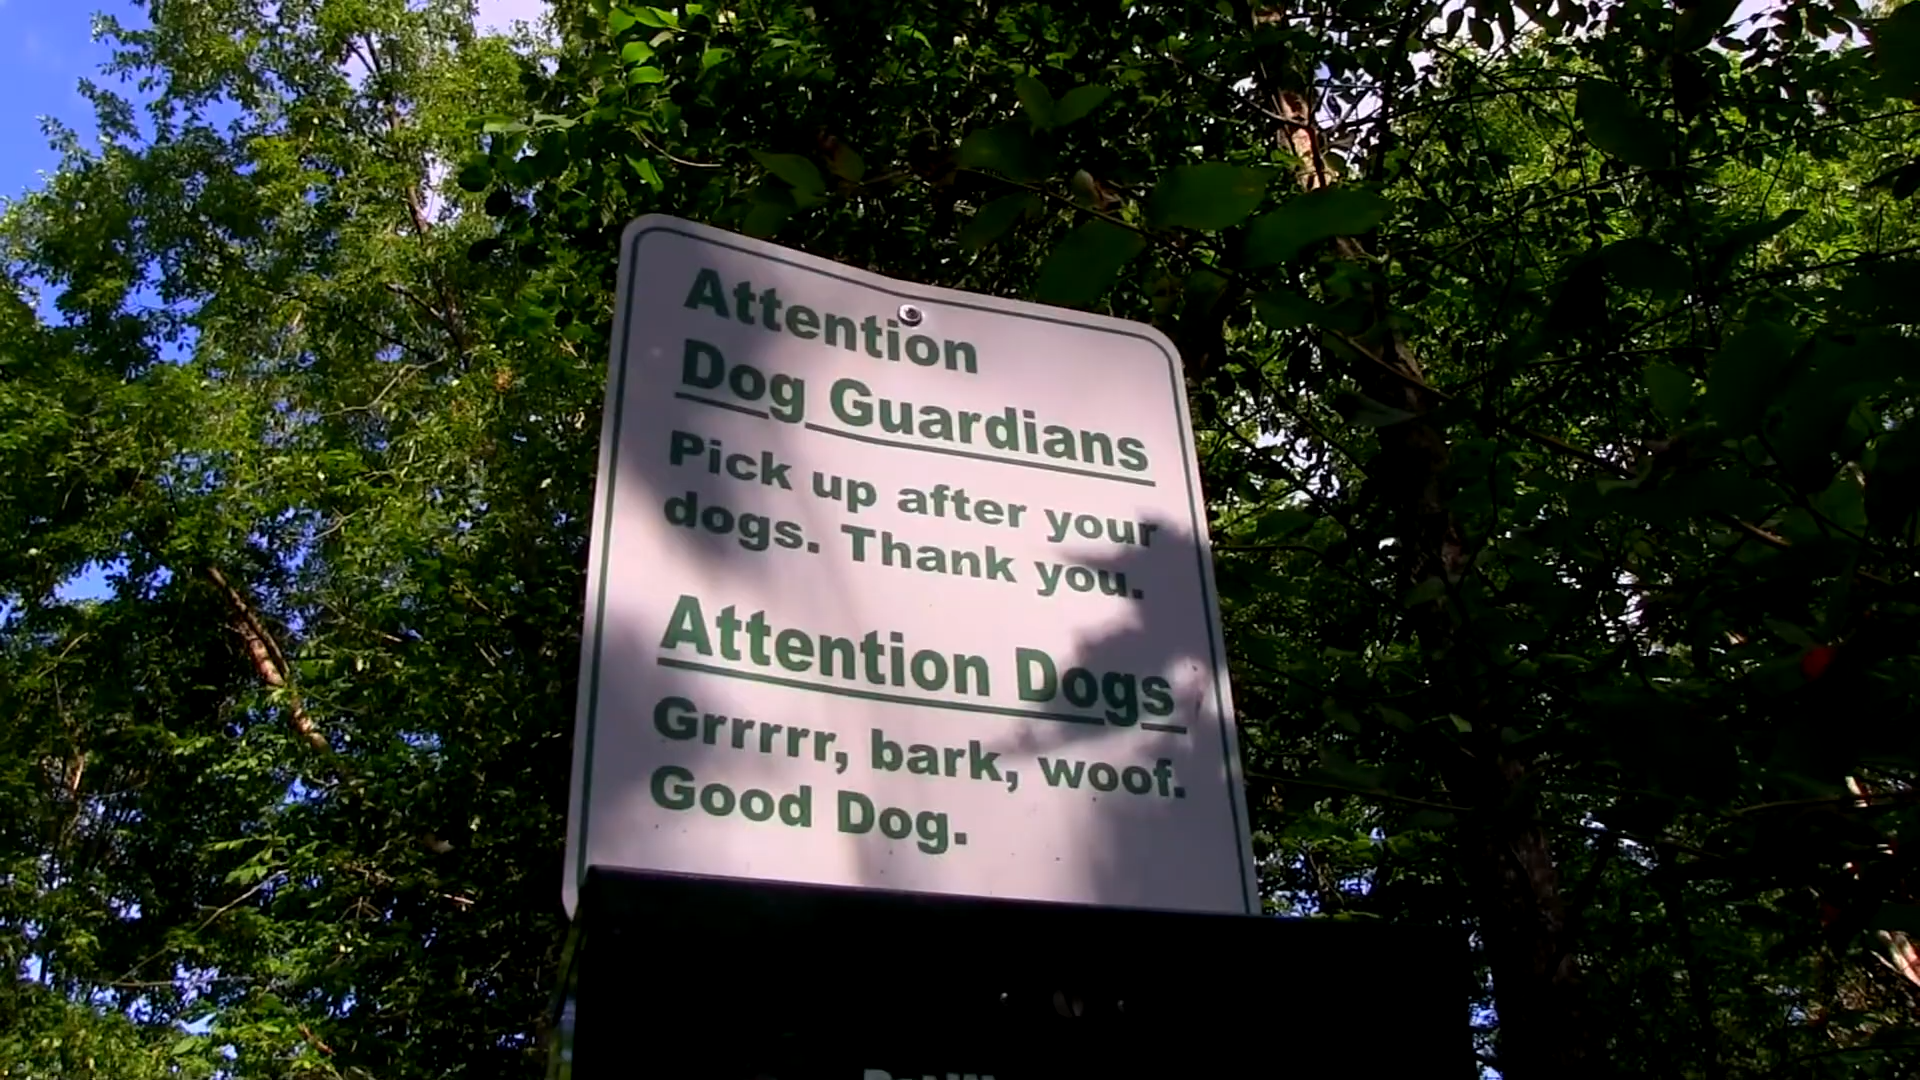 Attention
Dog Guardians
Pick up after your
dogs. Thank you.
Attention Dogs
Grrrrr, bark, woof.
Good Dog.